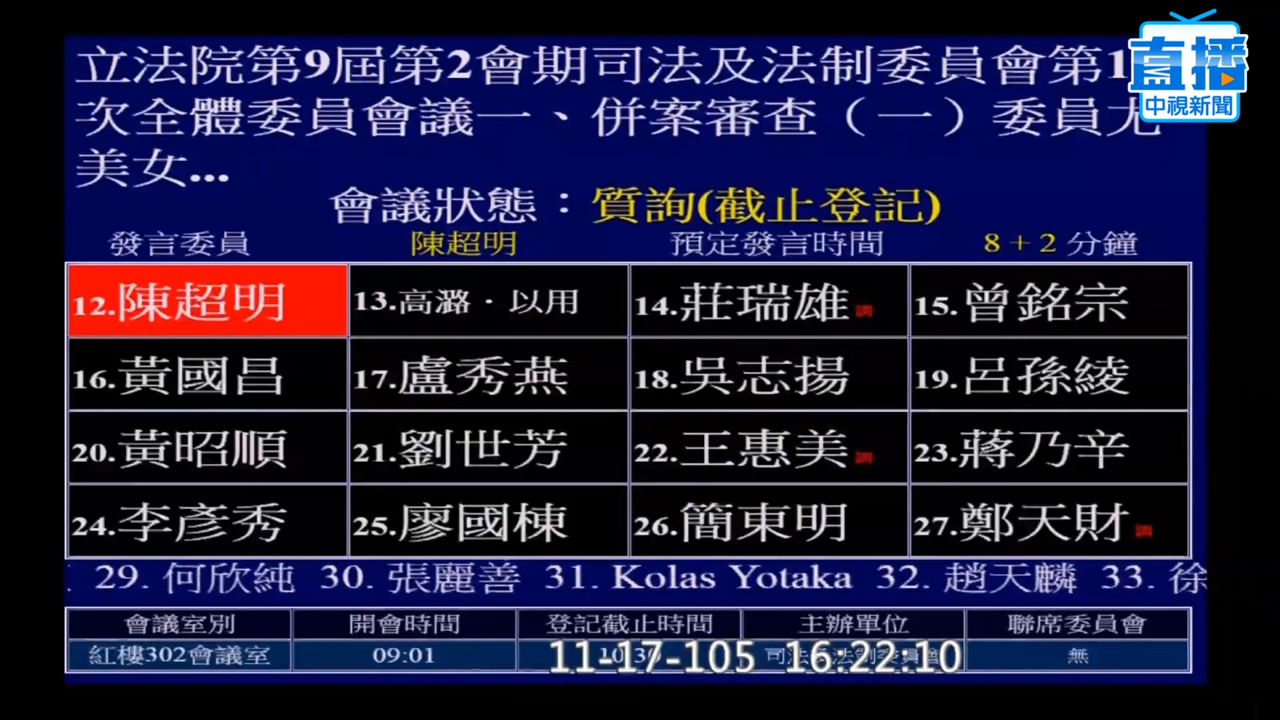 立法院第9屆第2會期司法及法制委員會第1
次全體委員會議一、併案審查（一）委員尤
美女...
直播
中視新聞
會議狀態：質詢(截止登記)
發言委員 陳超明 預定發言時間 8+2 分鐘
12.陳超明 13.高潞．以用 14.莊瑞雄 15.曾銘宗
16.黃國昌 17.盧秀燕 18.吳志揚 19.呂孫綾
20.黃昭順 21.劉世芳 22.王惠美 23.蔣乃辛
24.李彥秀 25.廖國棟 26.簡東明 27.鄭天財
29. 何欣純 30. 張麗善 31. Kolas Yotaka 32. 趙天麟 33. 徐
會議室別 開會時間 登記截止時間 主辦單位 聯席委員會
紅樓302會議室 09:01 無
11-17-105 16:22:10